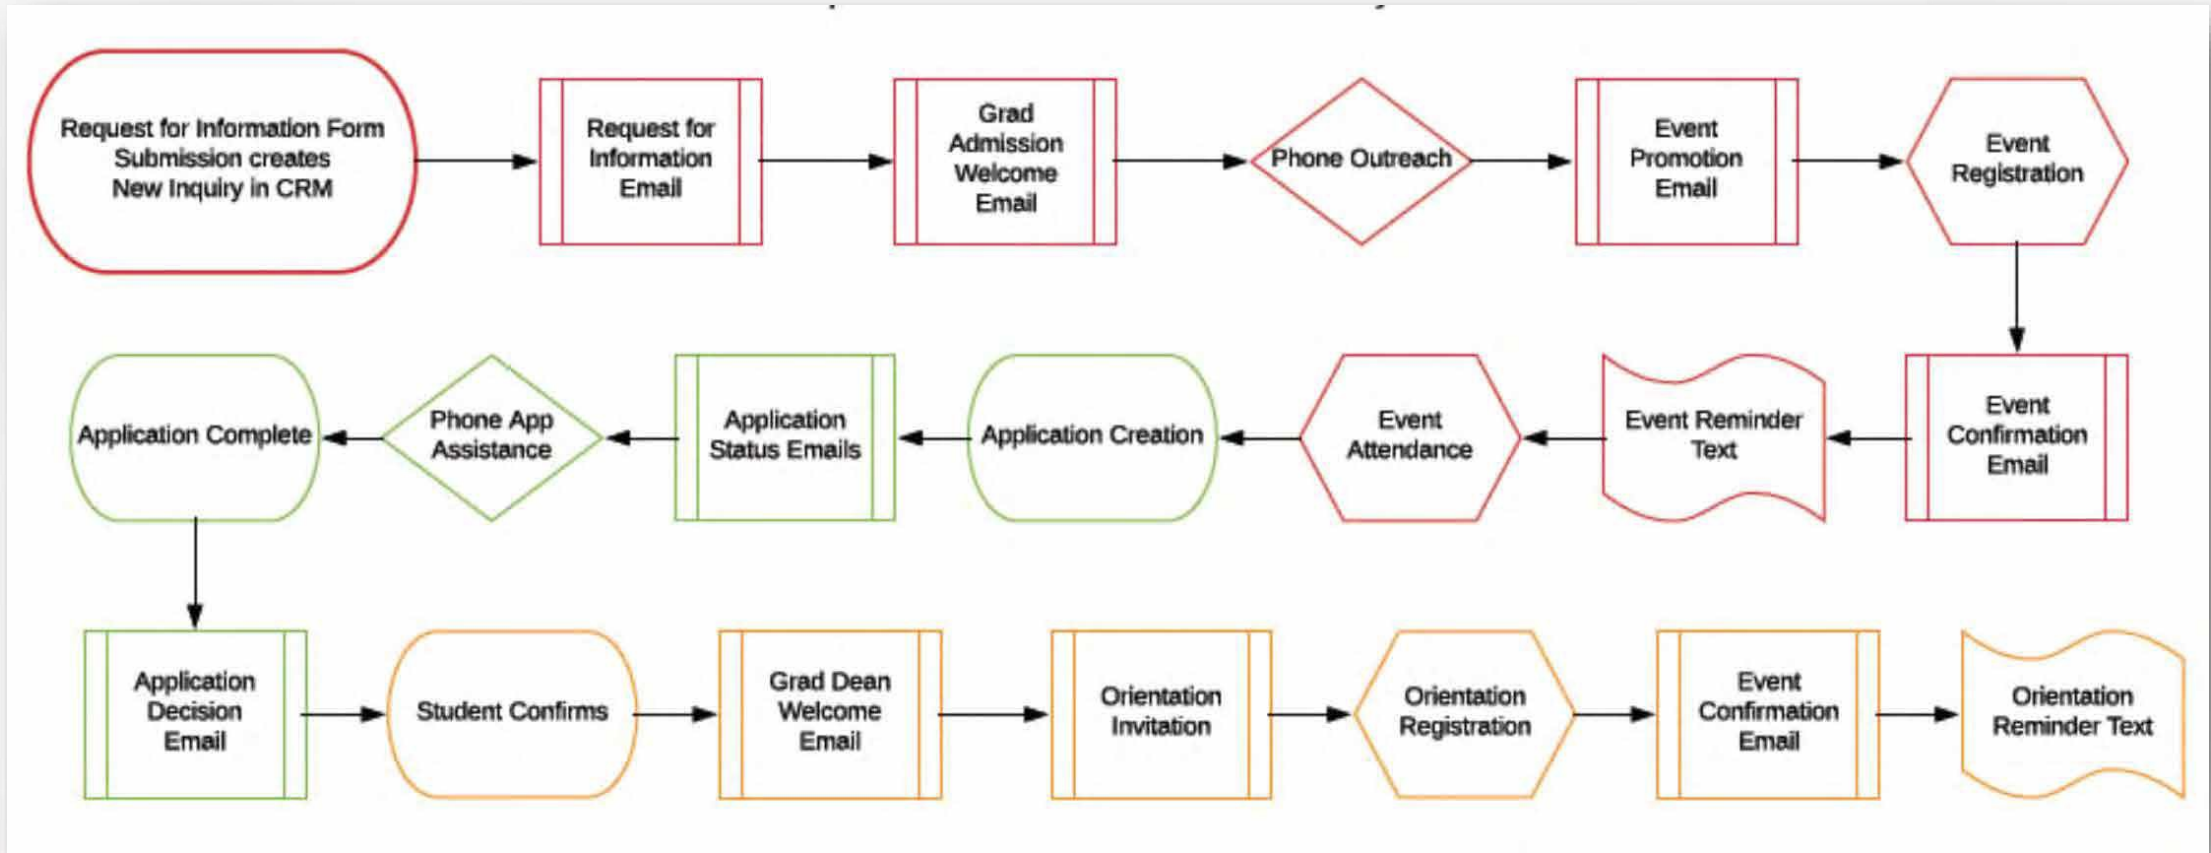 Request for Information Form
Submission creates
New Inquiry in CRM
Request for
Information
Email
Grad
Admission
Welcome
Email
Phone Outreach
Event
Promotion
Email
Event
Registration
Application Complete
Phone App
Assistance
Application
Status Emails
Application Creation
Event
Attendance
Event Reminder
Text
Event
Confirmation
Email
Application
Decision
Email
Student Confirms
Grad Dean
Welcome
Email
Orientation
Invitation
Orientation
Registration
Event
Confirmation
Email
Orientation
Reminder Text